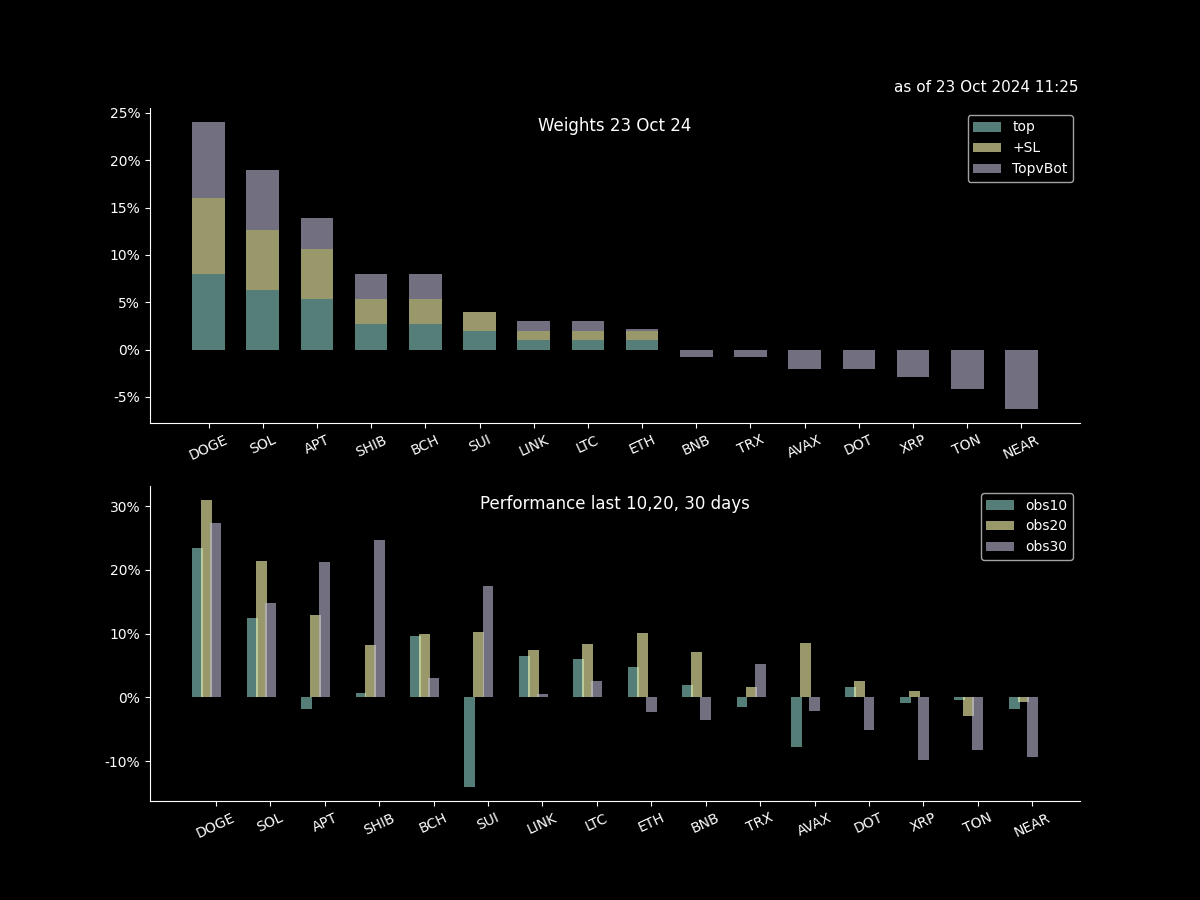 as of 23 Oct 2024 11:25
Weights 23 Oct 24
top
+SL
TopvBot
25%
20%
15%
10%
5%
0%
-5%
DOGE SOL APT SHIB BCH SUI LINK LTC ETH BNB TRX AVAX DOT XRP TON NEAR
Performance last 10,20, 30 days
obs10
obs20
obs30
30%
20%
10%
0%
-10%
DOGE SOL APT SHIB BCH SUI LINK LTC ETH BNB TRX AVAX DOT XRP TON NEAR